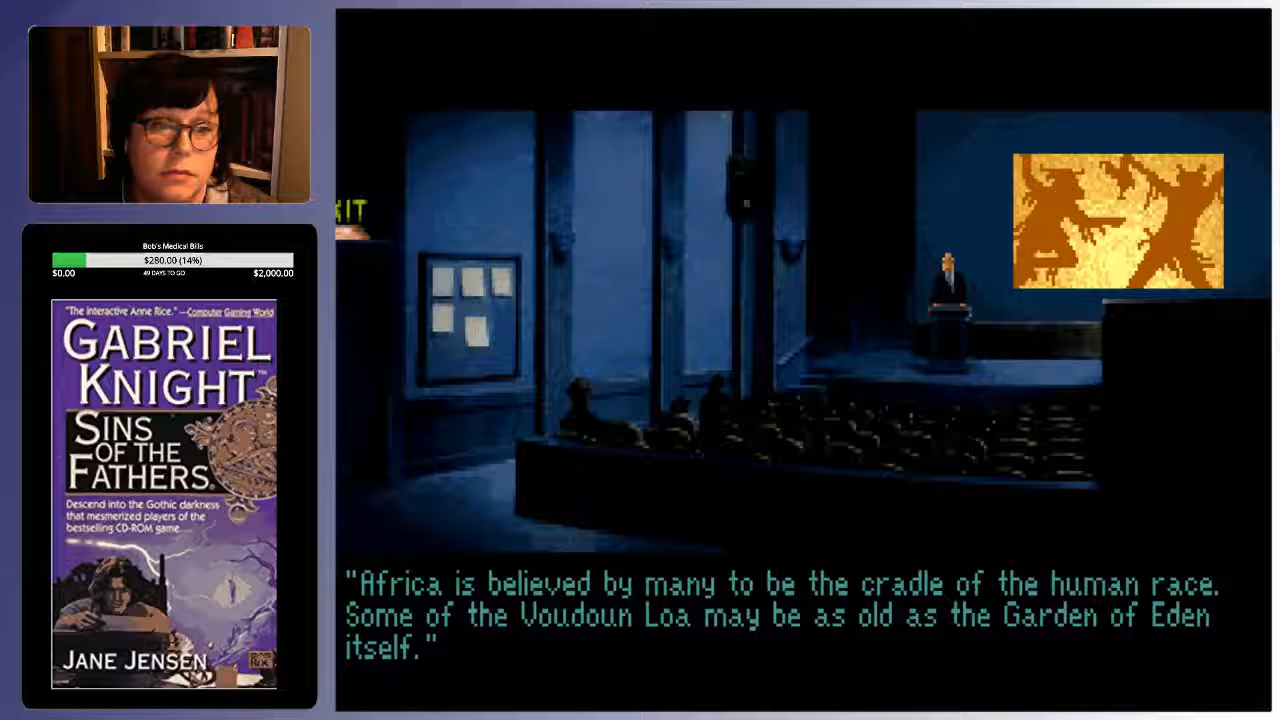 Bob's Medical Bills
$280.00 (14%)
$0.00
49 DAYS TO GO
$2,000.00
"The interactive Anne Rice." —Computer Gaming World
GABRIEL
KNIGHT™
SINS
OF THE
FATHERS.
Descend into the Gothic darkness
that mesmerized players of the
bestselling CD-ROM game.
JANE JENSEN
ROC
XIT
"Africa is believed by many to be the cradle of the human race.
Some of the Voudoun Loa may be as old as the Garden of Eden
itself."